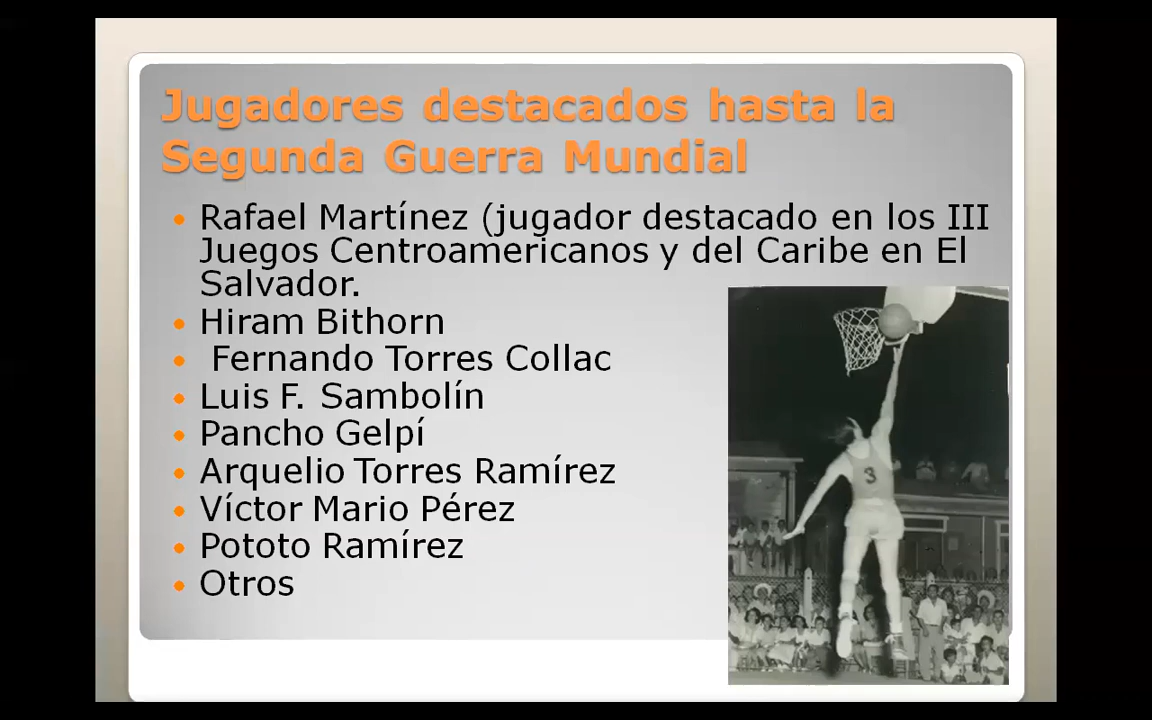 Jugadores destacados hasta la
Segunda Guerra Mundial
• Rafael Martínez (jugador destacado en los III
Juegos Centroamericanos y del Caribe en El
Salvador.
• Hiram Bithorn
• Fernando Torres Collac
• Luis F. Sambolín
• Pancho Gelpí
• Arquelio Torres Ramírez
• Víctor Mario Pérez
• Pototo Ramírez
• Otros
3